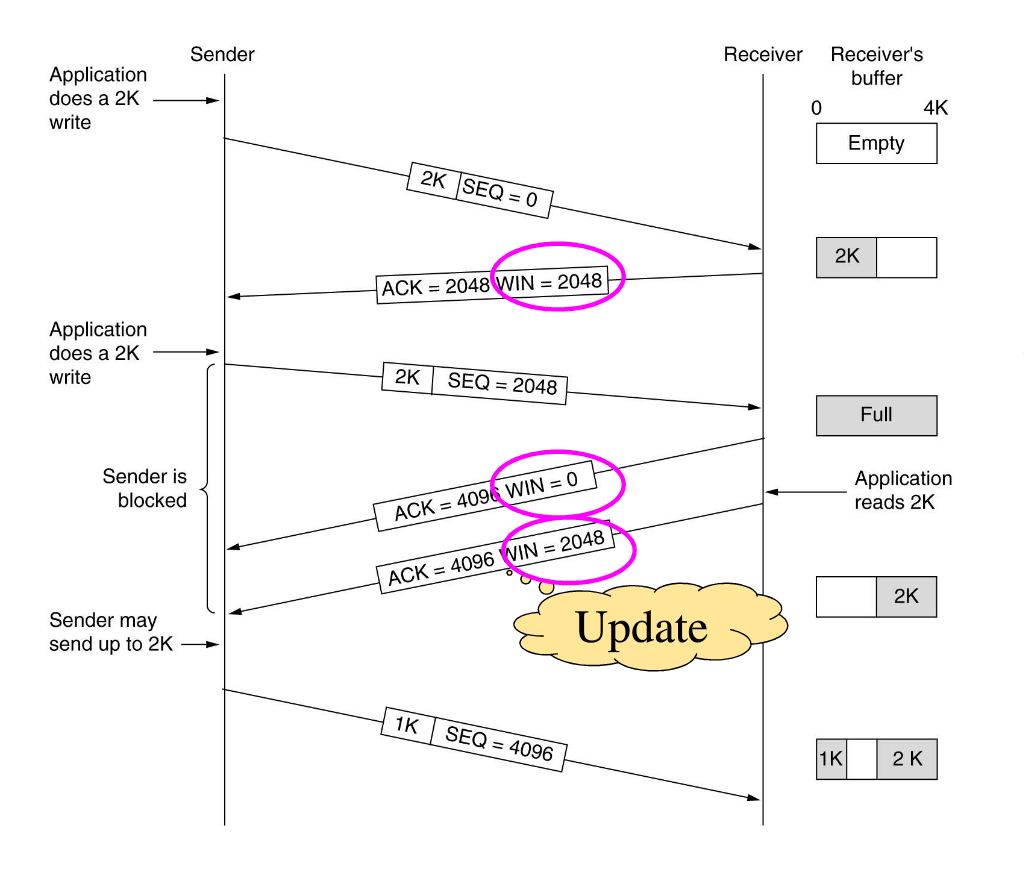 Sender
Receiver
Receiver's
buffer
Application
does a 2K
write
0 4K
Empty
2K SEQ = 0
2K
ACK = 2048 WIN = 2048
Application
does a 2K
write
2K SEQ = 2048
Full
Sender is
blocked
ACK = 4096 WIN = 0
Application
reads 2K
ACK = 4096 WIN = 2048
2K
Sender may
send up to 2K
Update
1K SEQ = 4096
1K 2 K